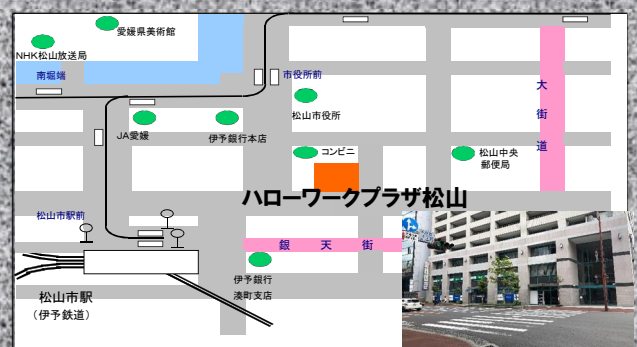 愛媛県美術館
NHK松山放送局
南堀端
市役所前
松山市役所
大街道
JA愛媛
伊予銀行本店
コンビニ
松山中央
郵便局
ハローワークプラザ松山
松山市駅前
銀天街
伊予銀行
湊町支店
松山市駅
（伊予鉄道）